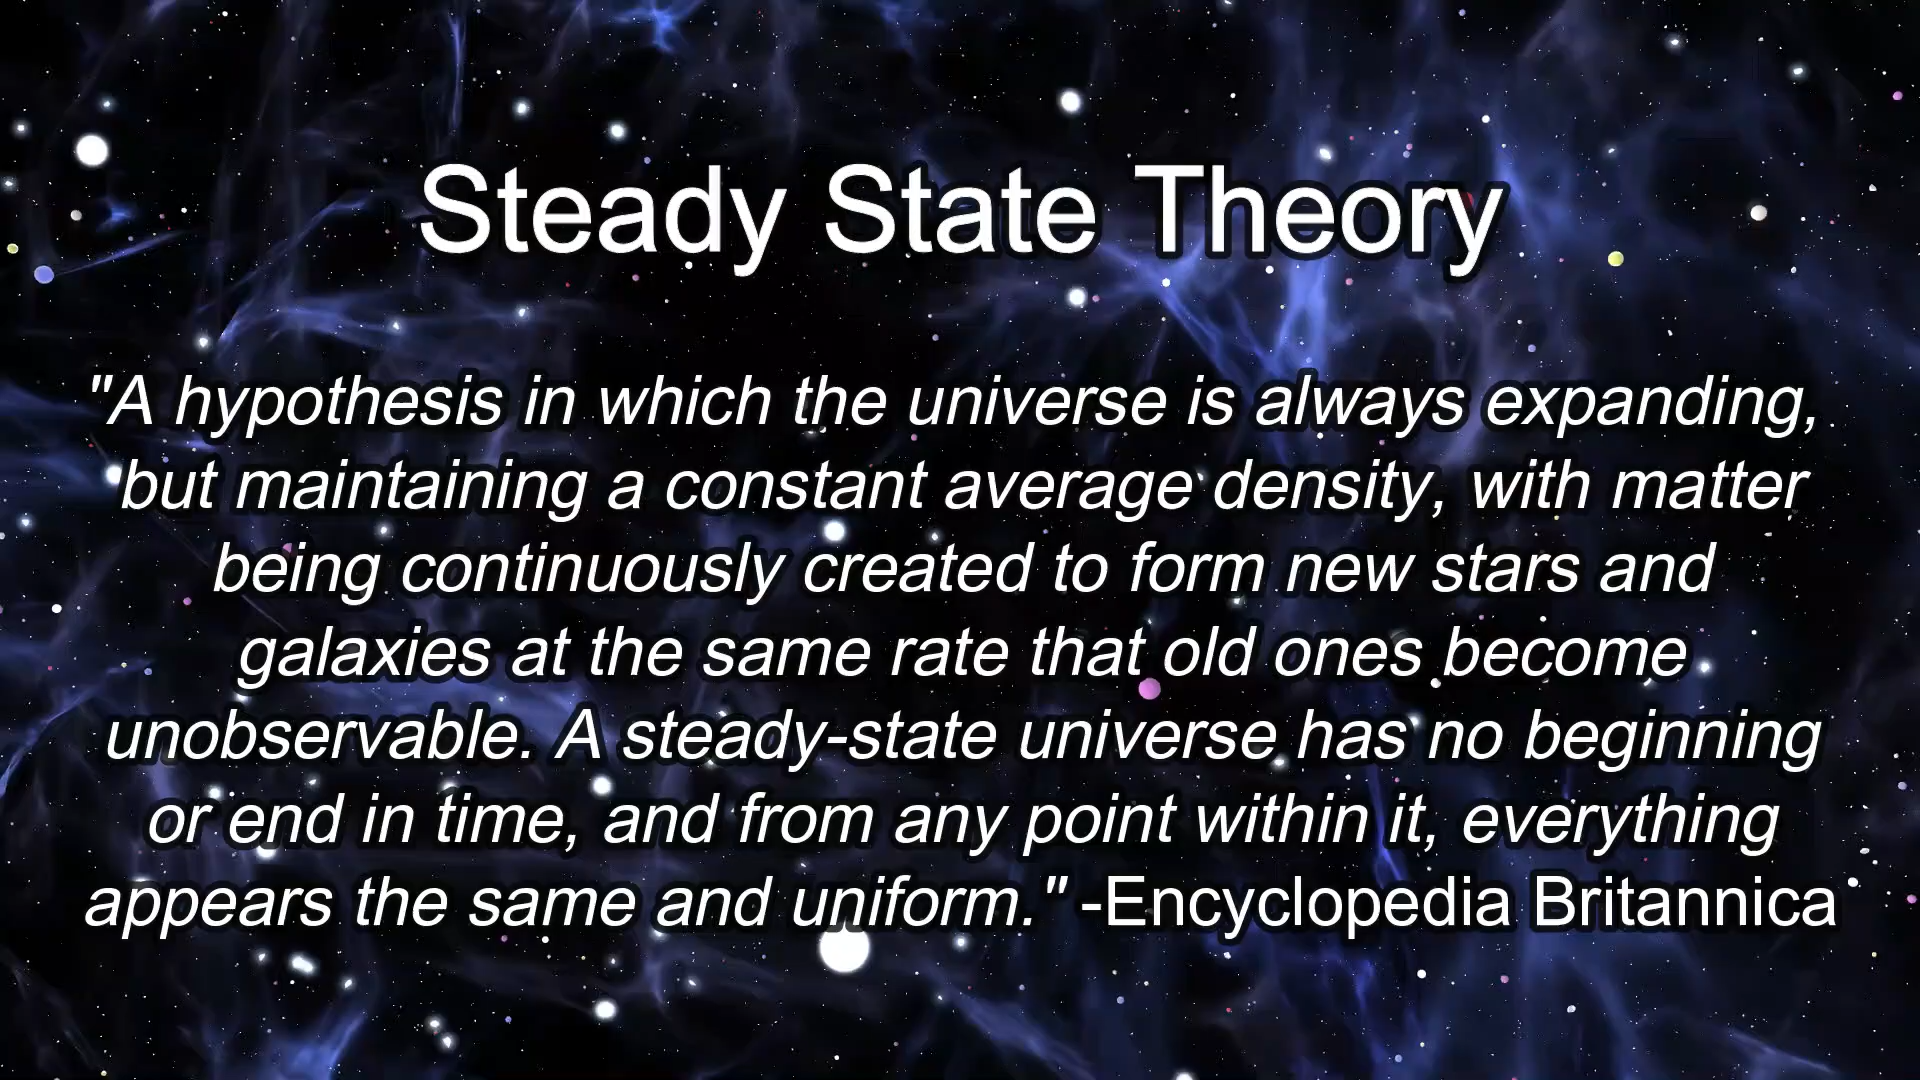 Steady State Theory
"A hypothesis in which the universe is always expanding,
but maintaining a constant average density, with matter
being continuously created to form new stars and
galaxies at the same rate that old ones become
unobservable. A steady-state universe has no beginning
or end in time, and from any point within it, everything
appears the same and uniform." -Encyclopedia Britannica